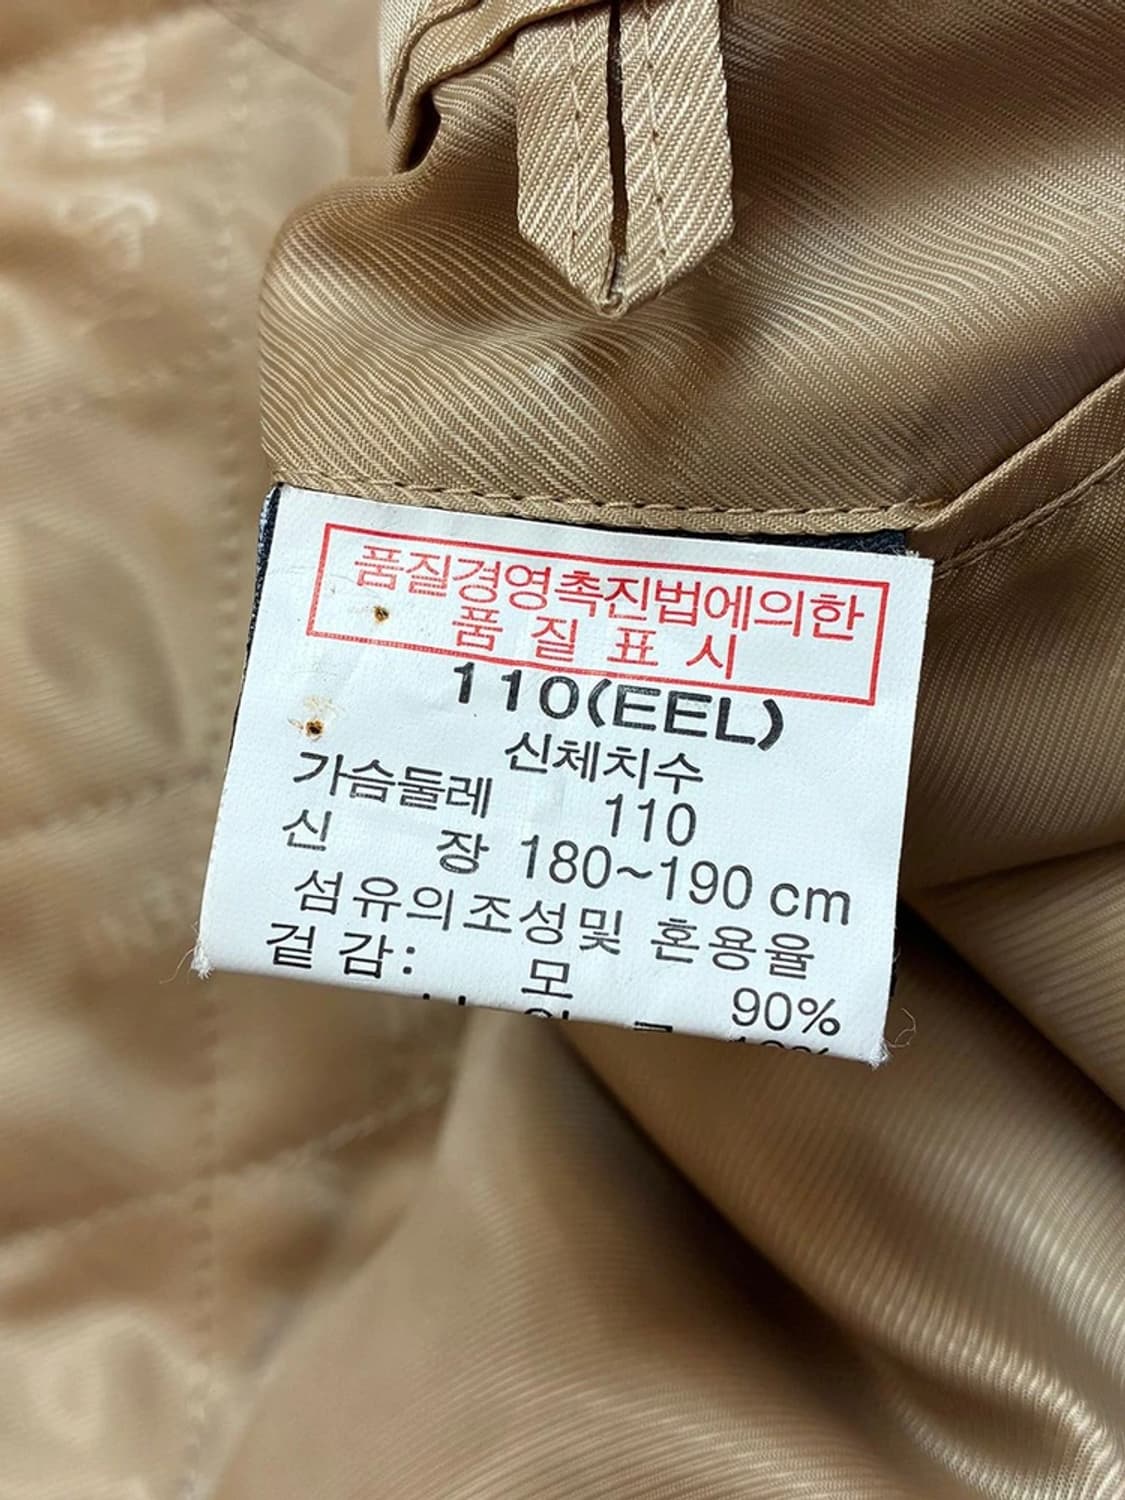 품질경영촉진법에의한
품 질 표 시
110(EEL)
신체치수
가슴둘레 110
신 장 180~190 cm
섬유의조성및 혼용율
겉 감: 모 90%